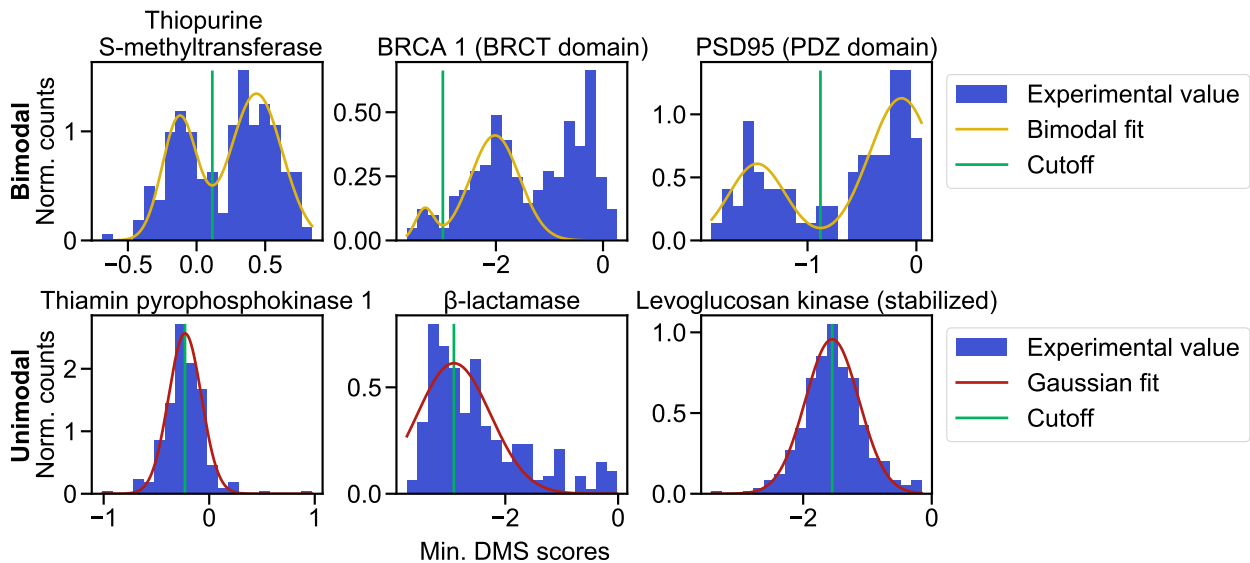 Thiopurine
S-methyltransferase
BRCA 1 (BRCT domain)
PSD95 (PDZ domain)
Bimodal
Norm. counts
1
0
−0.5 0.0 0.5
0.50
0.25
0.00
−2 0
1.0
0.5
0.0
−1 0
Experimental value
Bimodal fit
Cutoff
Thiamin pyrophosphokinase 1
β-lactamase
Levoglucosan kinase (stabilized)
Unimodal
Norm. counts
2
1
0
−1 0 1
0.5
0.0
−2 0
1.0
0.5
0.0
−2 0
Experimental value
Gaussian fit
Cutoff
Min. DMS scores